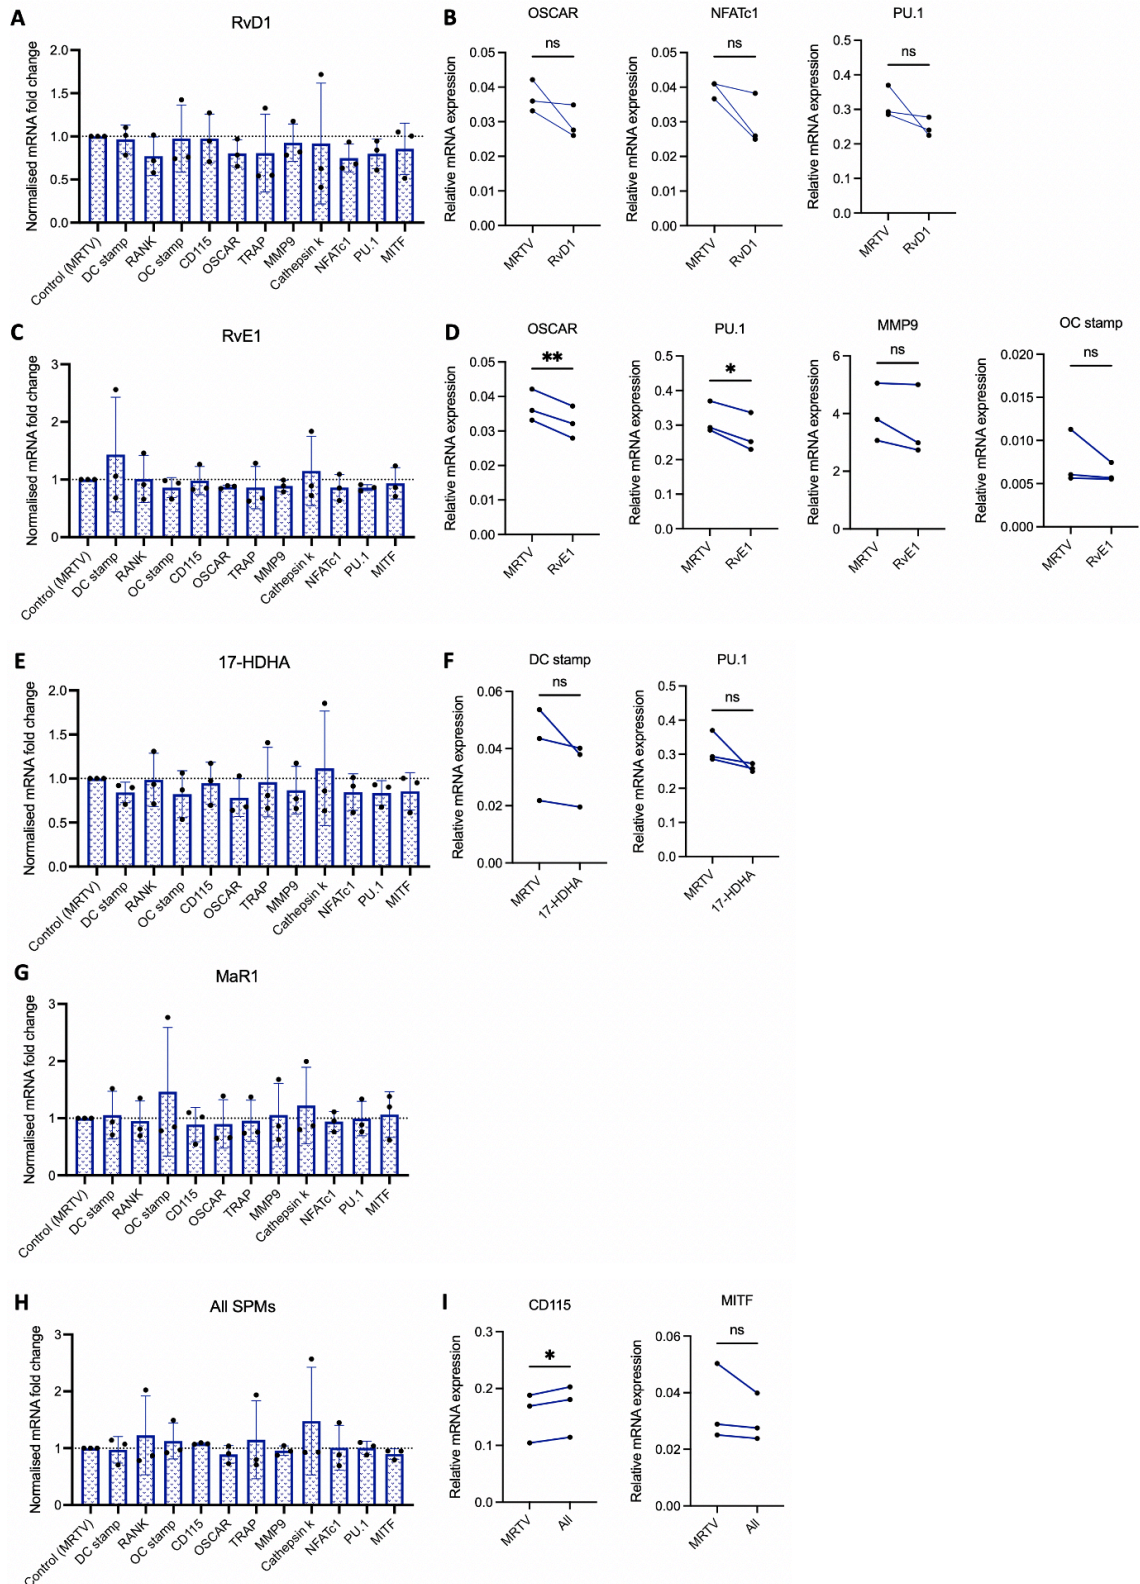 A
RvD1
Normalised mRNA fold change
2.0
1.5
1.0
0.5
0.0
Control (MRTV)
DC stamp
RANK
OC stamp
CD115
OSCAR
TRAP
MMP9
Cathepsin k
NFATc1
PU.1
MITF
B
OSCAR
Relative mRNA expression
0.05
0.04
0.03
0.02
0.01
0.00
ns
MRTV
RvD1
NFATc1
Relative mRNA expression
0.05
0.04
0.03
0.02
0.01
0.00
ns
MRTV
RvD1
PU.1
Relative mRNA expression
0.5
0.4
0.3
0.2
0.1
0.0
ns
MRTV
RvD1
C
RvE1
Normalised mRNA fold change
3
2
1
0
Control (MRTV)
DC stamp
RANK
OC stamp
CD115
OSCAR
TRAP
MMP9
Cathepsin k
NFATc1
PU.1
MITF
D
OSCAR
Relative mRNA expression
0.05
0.04
0.03
0.02
0.01
0.00
**
MRTV
RvE1
PU.1
Relative mRNA expression
0.5
0.4
0.3
0.2
0.1
0.0
*
MRTV
RvE1
MMP9
Relative mRNA expression
6
4
2
0
ns
MRTV
RvE1
OC stamp
Relative mRNA expression
0.020
0.015
0.010
0.005
0.000
ns
MRTV
RvE1
E
17-HDHA
Normalised mRNA fold change
2.0
1.5
1.0
0.5
0.0
Control (MRTV)
DC stamp
RANK
OC stamp
CD115
OSCAR
TRAP
MMP9
Cathepsin k
NFATc1
PU.1
MITF
F
DC stamp
Relative mRNA expression
0.06
0.04
0.02
0.00
ns
MRTV
17-HDHA
PU.1
Relative mRNA expression
0.5
0.4
0.3
0.2
0.1
0.0
ns
MRTV
17-HDHA
G
MaR1
Normalised mRNA fold change
3
2
1
0
Control (MRTV)
DC stamp
RANK
OC stamp
CD115
OSCAR
TRAP
MMP9
Cathepsin k
NFATc1
PU.1
MITF
H
All SPMs
Normalised mRNA fold change
3
2
1
0
Control (MRTV)
DC stamp
RANK
OC stamp
CD115
OSCAR
TRAP
MMP9
Cathepsin k
NFATc1
PU.1
MITF
I
CD115
Relative mRNA expression
0.3
0.2
0.1
0.0
*
MRTV
All
MITF
Relative mRNA expression
0.06
0.04
0.02
0.00
ns
MRTV
All